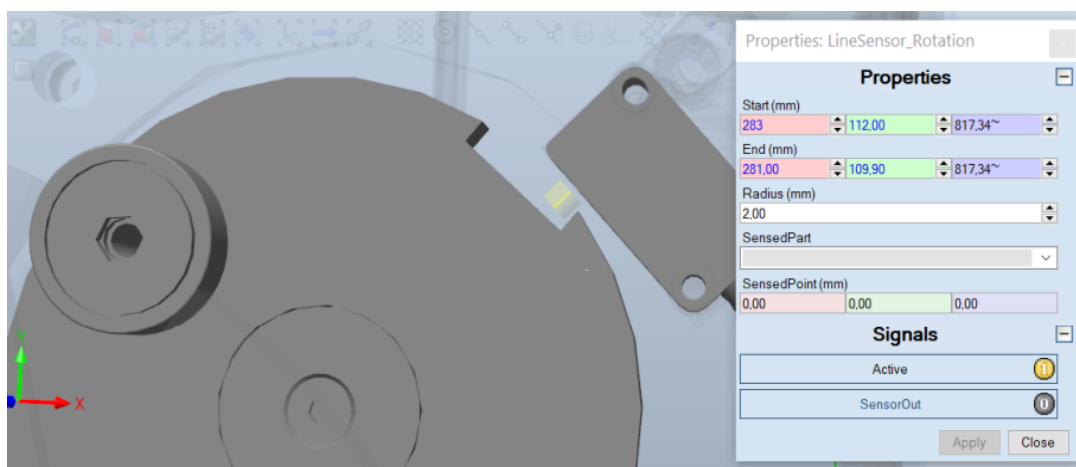 Properties: LineSensor_Rotation
Properties
Start (mm)
283 112,00 817,34~
End (mm)
281,00 109,90 817,34~
Radius (mm)
2,00
SensedPart
SensedPoint (mm)
0,00 0,00 0,00
Signals
Active 1
SensorOut 0
Apply Close
Y
X